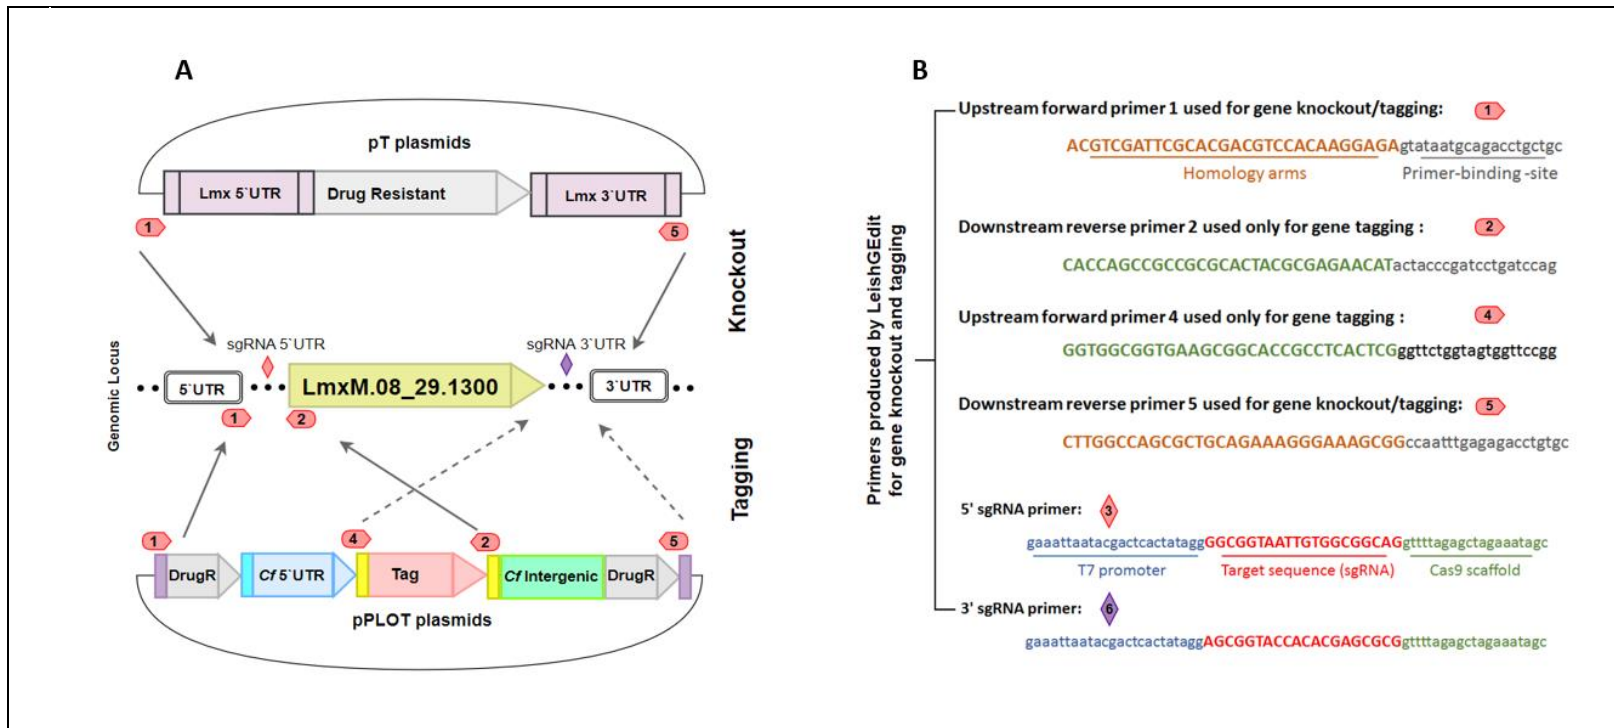 A
pT plasmids
Lmx 5`UTR
Drug Resistant
Lmx 3`UTR
1
5
Knockout
sgRNA 5`UTR
sgRNA 3`UTR
Genomic Locus
5`UTR
LmxM.08_29.1300
3`UTR
1
2
Tagging
1
4
2
5
DrugR
Cf 5`UTR
Tag
Cf Intergenic
DrugR
pPLOT plasmids
B
Primers produced by LeishGEdit
for gene knockout and tagging
Upstream forward primer 1 used for gene knockout/tagging: 1
ACGTCGATTCGCACGACGTCCACAAGGAGAgtataatgcagacctgctgc
Homology arms
Primer-binding -site
Downstream reverse primer 2 used only for gene tagging : 2
CACCAGCCGCCGCGCACTACGCGAGAACATactacccgatcctgatccag
Upstream forward primer 4 used only for gene tagging : 4
GGTGGCGGTGAAGCGGCACCGCCTCACTCGggttctggtagtggttccgg
Downstream reverse primer 5 used for gene knockout/tagging: 5
CTTGGCCAGCGCTGCAGAAAGGGAAAGCGGccaatttgagagacctgtgc
5' sgRNA primer: 3
gaaattaatacgactcactataggGGCGGTAATTGTGGCGGCAGgttttagagctagaaatagc
T7 promoter
Target sequence (sgRNA)
Cas9 scaffold
3' sgRNA primer: 6
gaaattaatacgactcactataggAGCGGTACCACACGAGCGCGgttttagagctagaaatagc